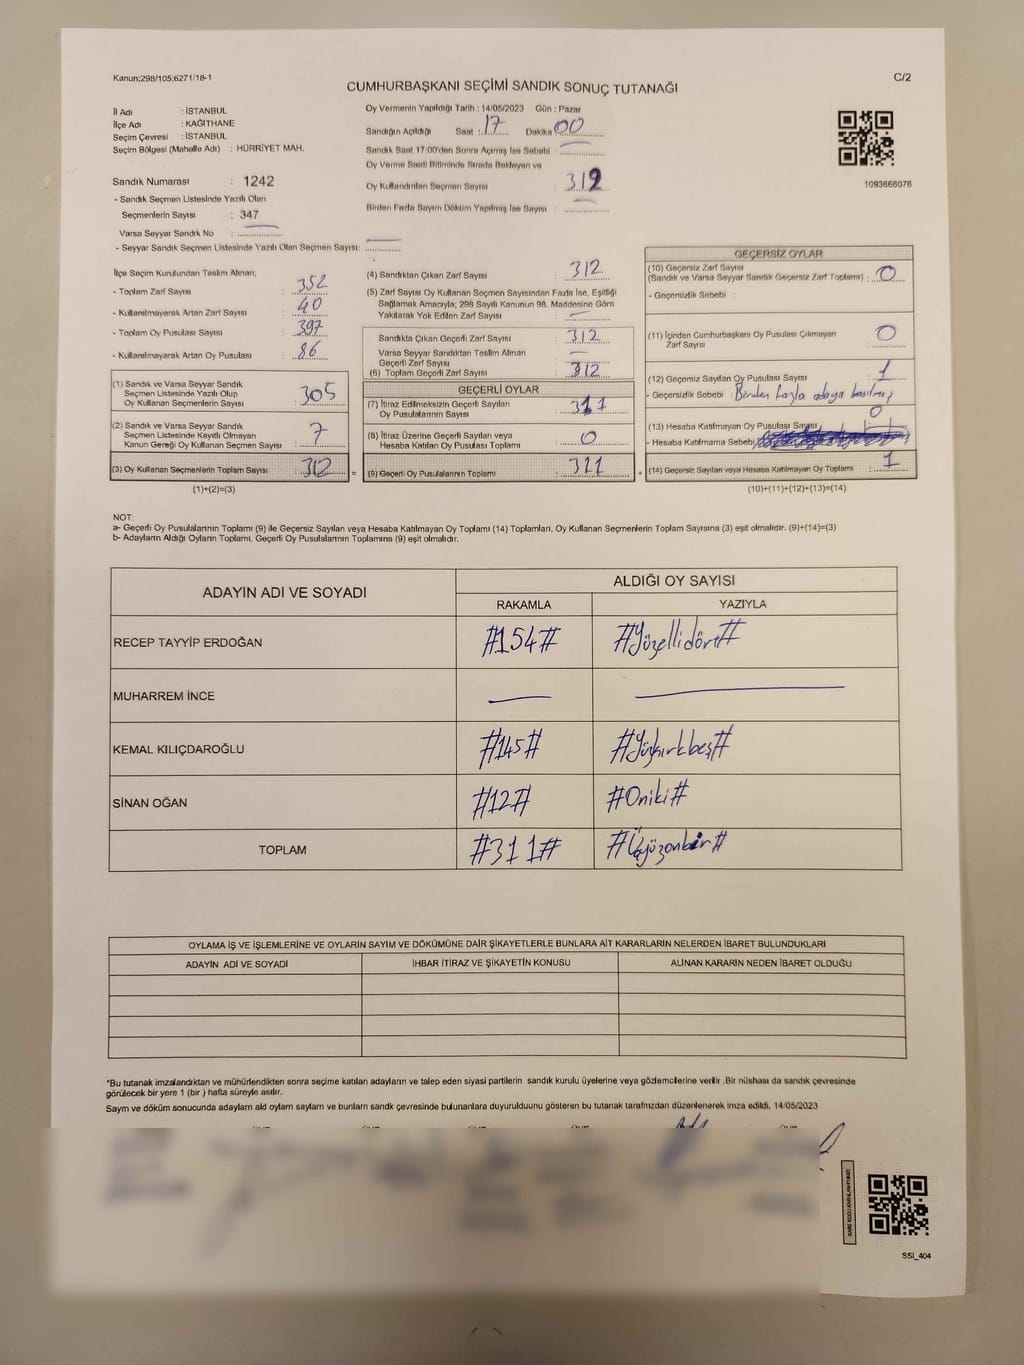 Kanun;298/105;6271/18-1
C/2
CUMHURBAŞKANI SEÇİMİ SANDIK SONUÇ TUTANAĞI
İl Adı : İSTANBUL
İlçe Adı : KAĞITHANE
Seçim Çevresi : İSTANBUL
Seçim Bölgesi (Mahalle Adı) : HÜRRİYET MAH.
Sandık Numarası : 1242
- Sandık Seçmen Listesinde Yazılı Olan
Seçmenlerin Sayısı : 347
Varsa Seyyar Sandık No :
- Seyyar Sandık Seçmen Listesinde Yazılı Olan Seçmen Sayısı:
Oy Vermenin Yapıldığı Tarih : 14/05/2023 Gün : Pazar
Sandığın Açıldığı Saat : 17 Dakika 00
Sandık Saat 17:00'den Sonra Açımış İse Sebebi :
Oy Verme Saati Bitiminde Sırada Bekleyen ve
Oy Kullandırılan Seçmen Sayısı : 312
Birden Fazla Sayım Döküm Yapılmış İse Sayısı :
1093668076
İlçe Seçim Kurulundan Teslim Alınan;
- Toplam Zarf Sayısı : 352
- Kullanılmayarak Artan Zarf Sayısı : 40
- Toplam Oy Pusulası Sayısı : 397
- Kullanılmayarak Artan Oy Pusulası : 86
(1) Sandık ve Varsa Seyyar Sandık
Seçmen Listesinde Yazılı Olup
Oy Kullanan Seçmenlerin Sayısı : 305
(2) Sandık ve Varsa Seyyar Sandık
Seçmen Listesinde Kayıtlı Olmayan
Kanun Gereği Oy Kullanan Seçmen Sayısı : 7
(3) Oy Kullanan Seçmenlerin Toplam Sayısı : 312
(1)+(2)=(3)
(4) Sandıktan Çıkan Zarf Sayısı : 312
(5) Zarf Sayısı Oy Kullanan Seçmen Sayısından Fazla İse, Eşitliği
Sağlamak Amacıyla; 298 Sayılı Kanunun 98. Maddesine Göre
Yakılarak Yok Edilen Zarf Sayısı :
Sandıkta Çıkan Geçerli Zarf Sayısı : 312
Varsa Seyyar Sandıktan Teslim Alınan
Geçerli Zarf Sayısı :
(6) Toplam Geçerli Zarf Sayısı : 312
GEÇERLİ OYLAR
(7) İtiraz Edilmeksizin Geçerli Sayılan
Oy Pusulalarının Sayısı : 311
(8) İtiraz Üzerine Geçerli Sayılan veya
Hesaba Katılan Oy Pusulası Toplamı : 0
= (9) Geçerli Oy Pusulalarının Toplamı : 311
GEÇERSİZ OYLAR
(10) Geçersiz Zarf Sayısı
(Sandık ve Varsa Seyyar Sandık Geçersiz Zarf Toplamı) : 0
- Geçersizdik Sebebi :
(11) İçinden Cumhurbaşkanı Oy Pusulası Çıkmayan
Zarf Sayısı : 0
(12) Geçersiz Sayılan Oy Pusulası Sayısı : 1
- Geçersizdik Sebebi Birden fazla adaya basılmış
(13) Hesaba Katılmayan Oy Pusulası Sayısı : 0
- Hesaba Katılmama Sebebi
+ (14) Geçersiz Sayılan veya Hesaba Katılmayan Oy Toplamı : 1
(10)+(11)+(12)+(13)=(14)
NOT:
a- Geçerli Oy Pusulalarının Toplamı (9) ile Geçersiz Sayılan veya Hesaba Katılmayan Oy Toplamı (14) Toplamları, Oy Kullanan Seçmenlerin Toplam Sayısına (3) eşit olmalıdır. (9)+(14)=(3)
b- Adayların Aldığı Oyların Toplamı, Geçerli Oy Pusulalarının Toplamına (9) eşit olmalıdır.
ADAYIN ADI VE SOYADI
ALDIĞI OY SAYISI
RAKAMLA YAZIYLA
RECEP TAYYİP ERDOĞAN #154# #Yüzellidört#
MUHARREM İNCE
KEMAL KILIÇDAROĞLU #145# #Yüzkırkbeş#
SİNAN OĞAN #12# #Oniki#
TOPLAM #311# #Üçyüzonbir#
OYLAMA İŞ VE İŞLEMLERİNE VE OYLARIN SAYIM VE DÖKÜMÜNE DAİR ŞİKAYETLERLE BUNLARA AİT KARARLARIN NELERDEN İBARET BULUNDUKLARI
ADAYIN ADI VE SOYADI İHBAR İTİRAZ VE ŞİKAYETİN KONUSU ALINAN KARARIN NEDEN İBARET OLDUĞU
*Bu tutanak imzalandıktan ve mühürlendikten sonra seçime katılan adayların ve talep eden siyasi partilerin sandık kurulu üyelerine veya gözlemcilerine verilir .Bir nüshası da sandık çevresinde
görülecek bir yere 1 (bir ) hafta süreyle asılır.
Sayım ve döküm sonucunda adayların ald oyların sayların ve bunların sandk çevresinde bulunanlara duyurulduunu gösteren bu tutanak tarafmzdan düzenlenerek imza edildi. 14/05/2023
SSI_404